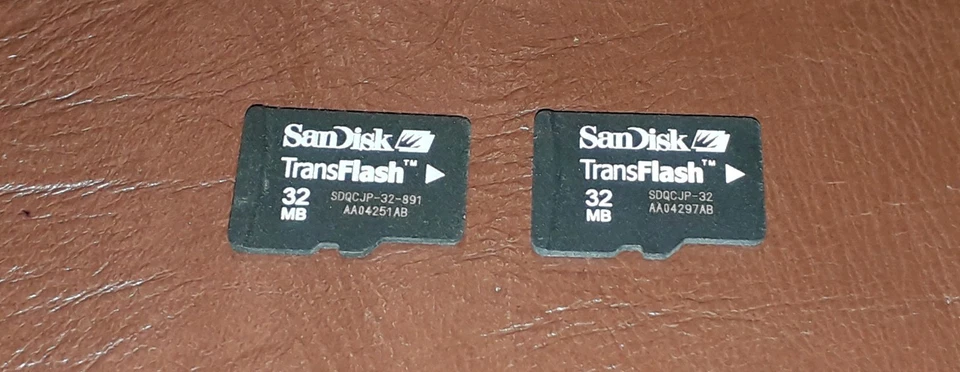 SanDisk
TransFlash™
32
MB
SDQCJP-32-891
AA04251AB
SanDisk
TransFlash™
32
MB
SDQCJP-32
AA04297AB